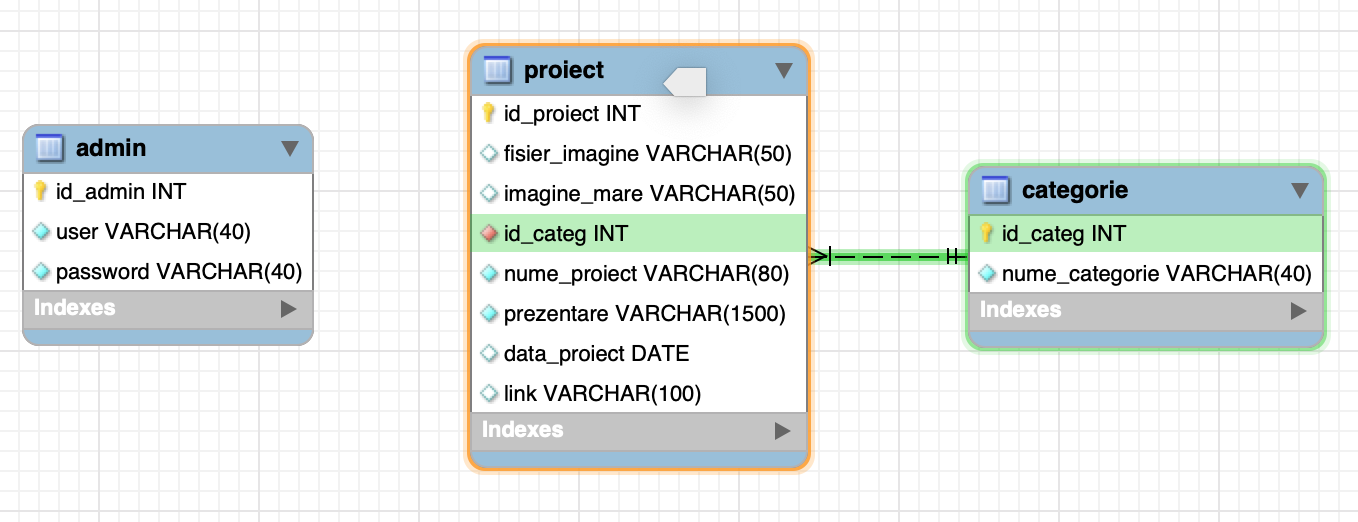 admin
id_admin INT
user VARCHAR(40)
password VARCHAR(40)
Indexes
proiect
id_proiect INT
fisier_imagine VARCHAR(50)
imagine_mare VARCHAR(50)
id_categ INT
nume_proiect VARCHAR(80)
prezentare VARCHAR(1500)
data_proiect DATE
link VARCHAR(100)
Indexes
categorie
id_categ INT
nume_categorie VARCHAR(40)
Indexes